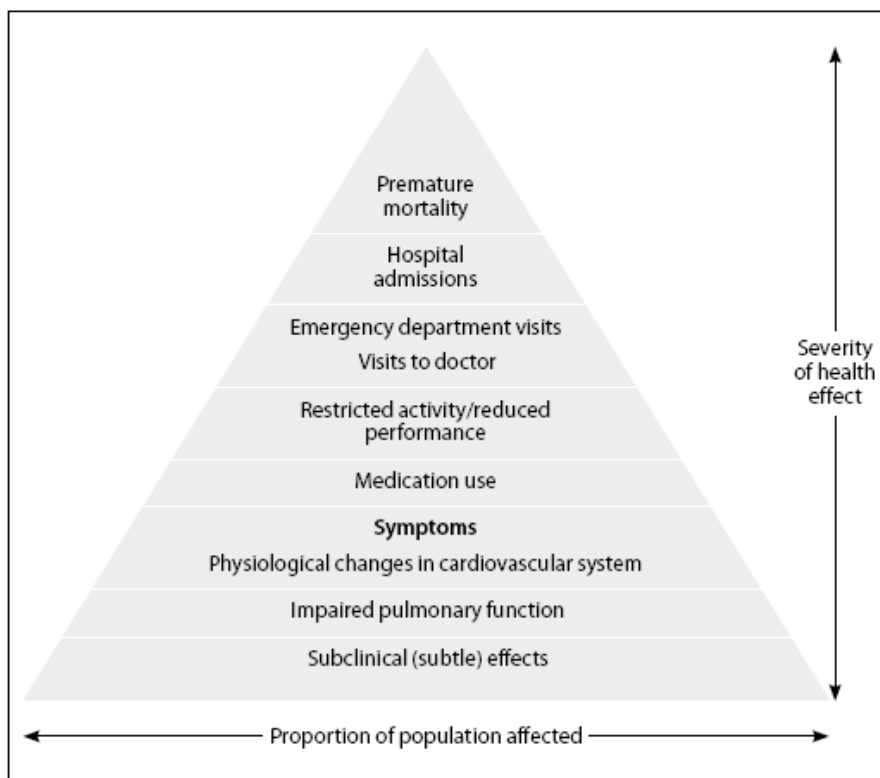 Premature
mortality
Hospital
admissions
Emergency department visits
Visits to doctor
Restricted activity/reduced
performance
Medication use
Symptoms
Physiological changes in cardiovascular system
Impaired pulmonary function
Subclinical (subtle) effects
Severity
of health
effect
Proportion of population affected